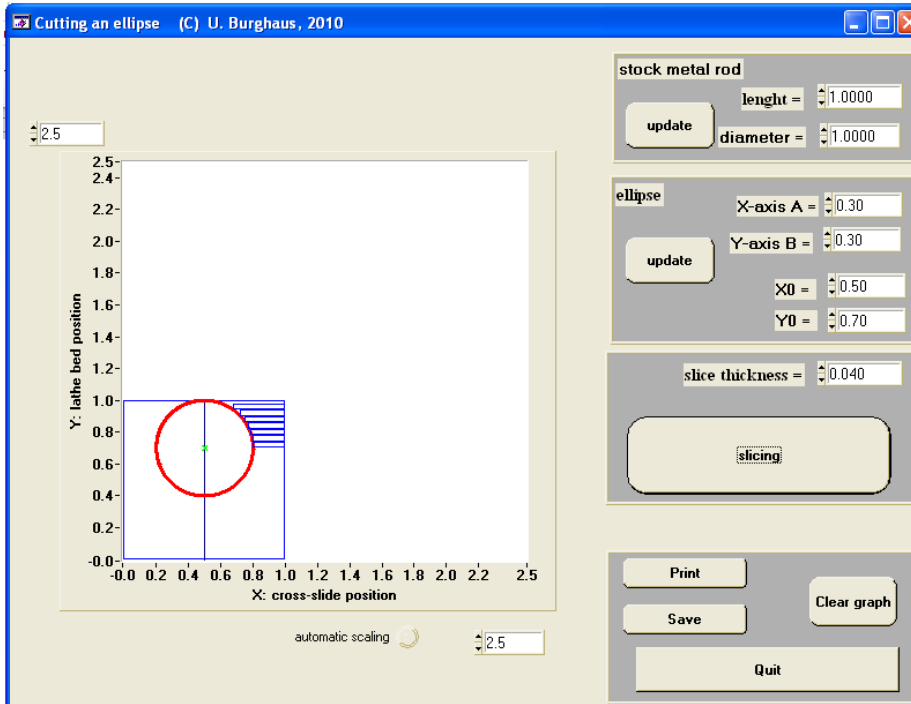 Cutting an ellipse (C) U. Burghaus, 2010
stock metal rod
lenght = 1.0000
update
diameter = 1.0000
2.5
2.5
2.4
2.2
2.0
1.8
1.6
1.4
1.2
1.0
0.8
0.6
0.4
0.2
-0.0
Y: lathe bed position
-0.0 0.2 0.4 0.6 0.8 1.0 1.2 1.4 1.6 1.8 2.0 2.2 2.5
X: cross-slide position
automatic scaling
2.5
ellipse
X-axis A = 0.30
Y-axis B = 0.30
update
X0 = 0.50
Y0 = 0.70
slice thickness = 0.040
slicing
Print
Save
Clear graph
Quit